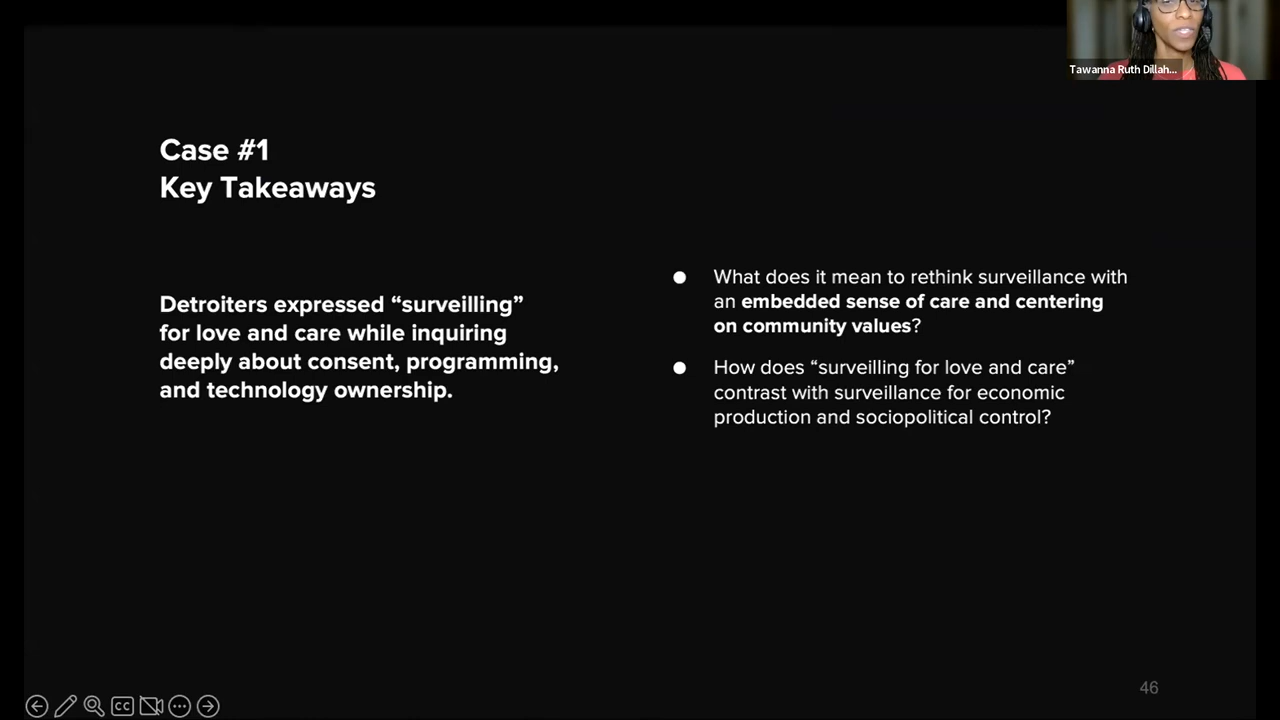 Tawanna Ruth Dillah...
Case #1
Key Takeaways
Detroiters expressed “surveilling”
for love and care while inquiring
deeply about consent, programming,
and technology ownership.
● What does it mean to rethink surveillance with
an embedded sense of care and centering
on community values?
● How does “surveilling for love and care”
contrast with surveillance for economic
production and sociopolitical control?
46
CC